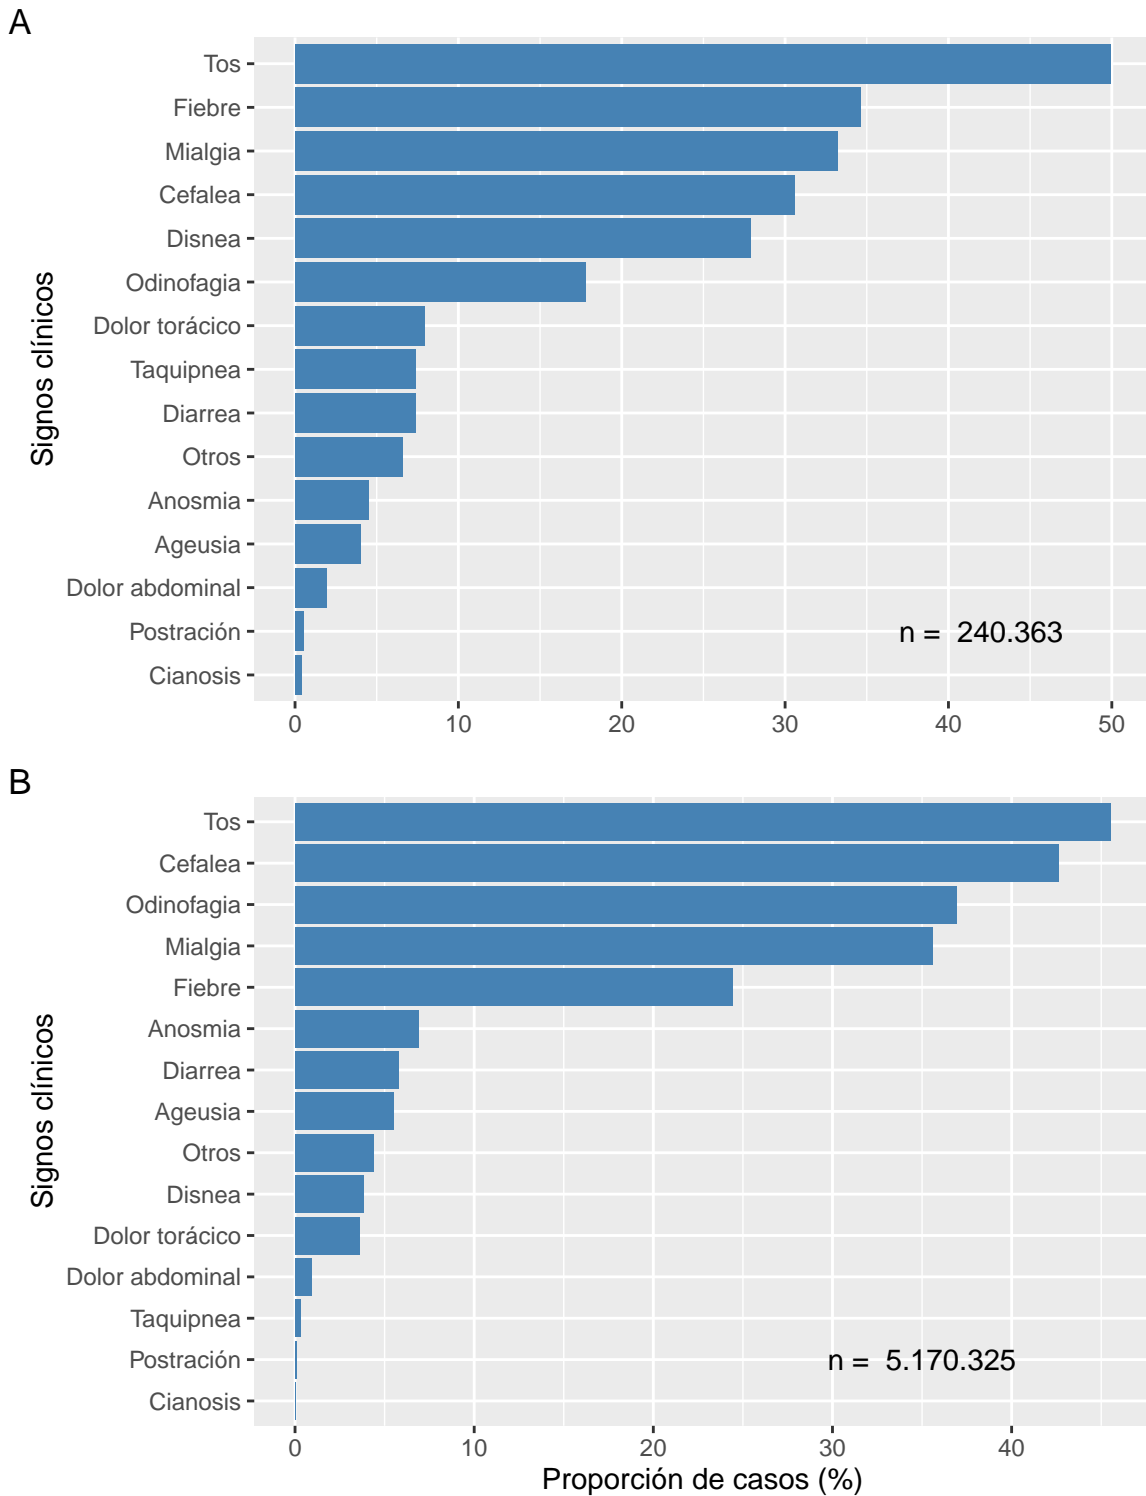 A
Signos clínicos
Tos
Fiebre
Mialgia
Cefalea
Disnea
Odinofagia
Dolor torácico
Taquipnea
Diarrea
Otros
Anosmia
Ageusia
Dolor abdominal
Postración
Cianosis
n =  240.363
0 10 20 30 40 50
B
Signos clínicos
Tos
Cefalea
Odinofagia
Mialgia
Fiebre
Anosmia
Diarrea
Ageusia
Otros
Disnea
Dolor torácico
Dolor abdominal
Taquipnea
Postración
Cianosis
n =  5.170.325
0 10 20 30 40
Proporción de casos (%)